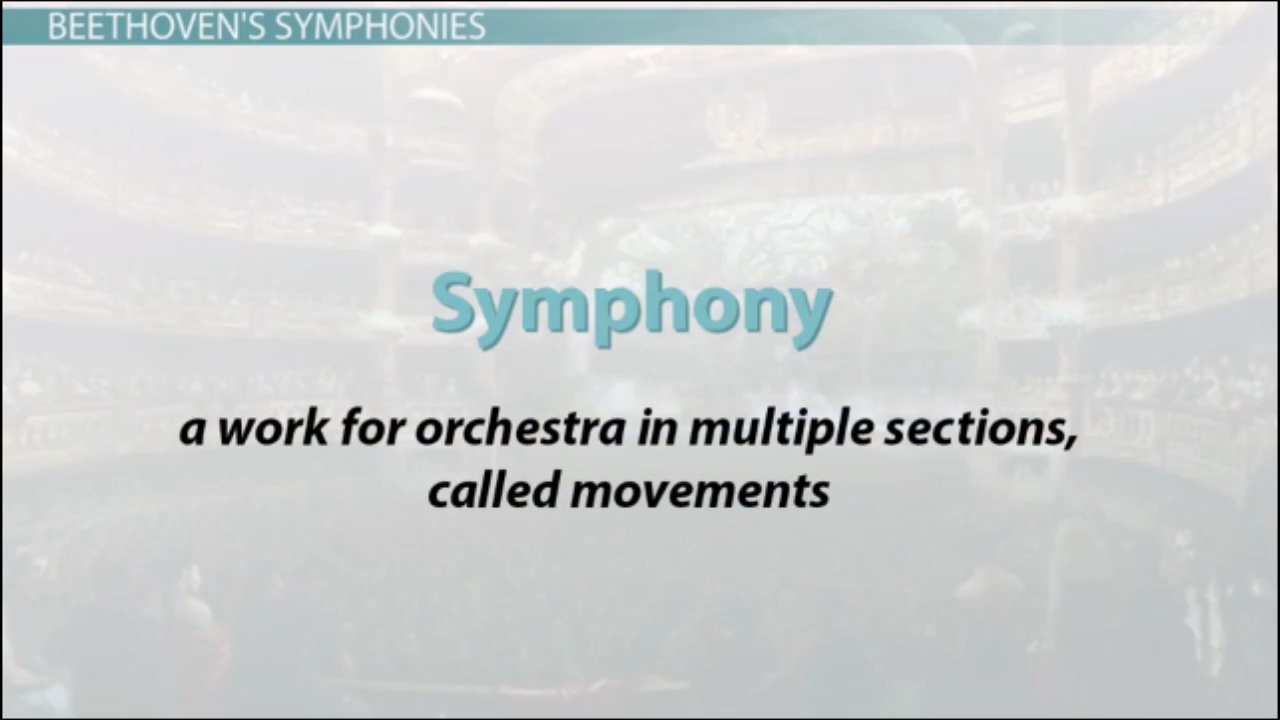 BEETHOVEN'S SYMPHONIES
Symphony
a work for orchestra in multiple sections,
called movements